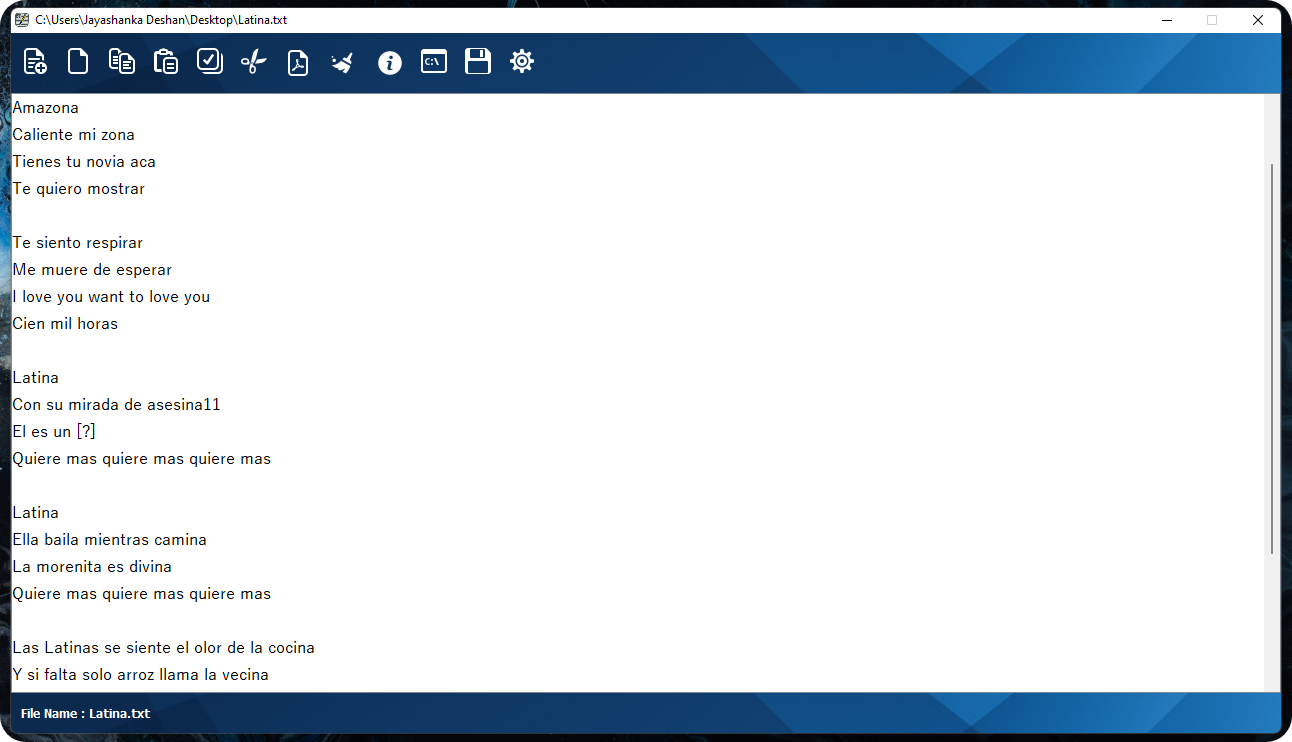 C:\Users\Jayashanka Deshan\Desktop\Latina.txt
C:\
Amazona
Caliente mi zona
Tienes tu novia aca
Te quiero mostrar
Te siento respirar
Me muere de esperar
I love you want to love you
Cien mil horas
Latina
Con su mirada de asesina11
El es un [?]
Quiere mas quiere mas quiere mas
Latina
Ella baila mientras camina
La morenita es divina
Quiere mas quiere mas quiere mas
Las Latinas se siente el olor de la cocina
Y si falta solo arroz llama la vecina
File Name : Latina.txt